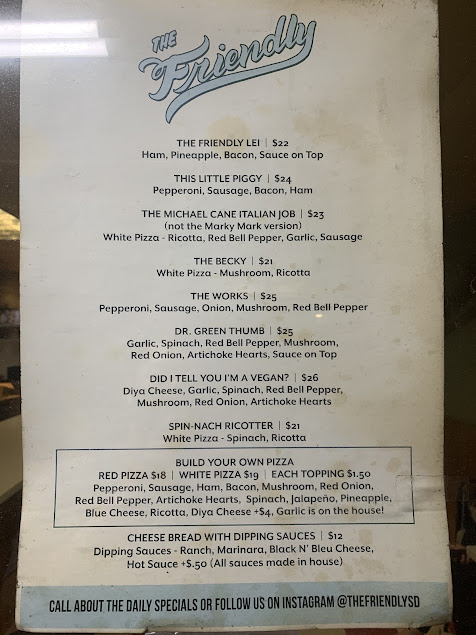 THE
Friendly
THE FRIENDLY LEI | $22
Ham, Pineapple, Bacon, Sauce on Top
THIS LITTLE PIGGY | $24
Pepperoni, Sausage, Bacon, Ham
THE MICHAEL CANE ITALIAN JOB | $23
(not the Marky Mark version)
White Pizza - Ricotta, Red Bell Pepper, Garlic, Sausage
THE BECKY | $21
White Pizza - Mushroom, Ricotta
THE WORKS | $25
Pepperoni, Sausage, Onion, Mushroom, Red Bell Pepper
DR. GREEN THUMB | $25
Garlic, Spinach, Red Bell Pepper, Mushroom,
Red Onion, Artichoke Hearts, Sauce on Top
DID I TELL YOU I'M A VEGAN? | $26
Diya Cheese, Garlic, Spinach, Red Bell Pepper,
Mushroom, Red Onion, Artichoke Hearts
SPIN-NACH RICOTTER | $21
White Pizza - Spinach, Ricotta
BUILD YOUR OWN PIZZA
RED PIZZA $18 | WHITE PIZZA $19 | EACH TOPPING $1.50
Pepperoni, Sausage, Ham, Bacon, Mushroom, Red Onion,
Red Bell Pepper, Artichoke Hearts, Spinach, Jalapeño, Pineapple,
Blue Cheese, Ricotta, Diya Cheese +$4, Garlic is on the house!
CHEESE BREAD WITH DIPPING SAUCES | $12
Dipping Sauces - Ranch, Marinara, Black N' Bleu Cheese,
Hot Sauce +$.50 (All sauces made in house)
CALL ABOUT THE DAILY SPECIALS OR FOLLOW US ON INSTAGRAM @THEFRIENDLYSD